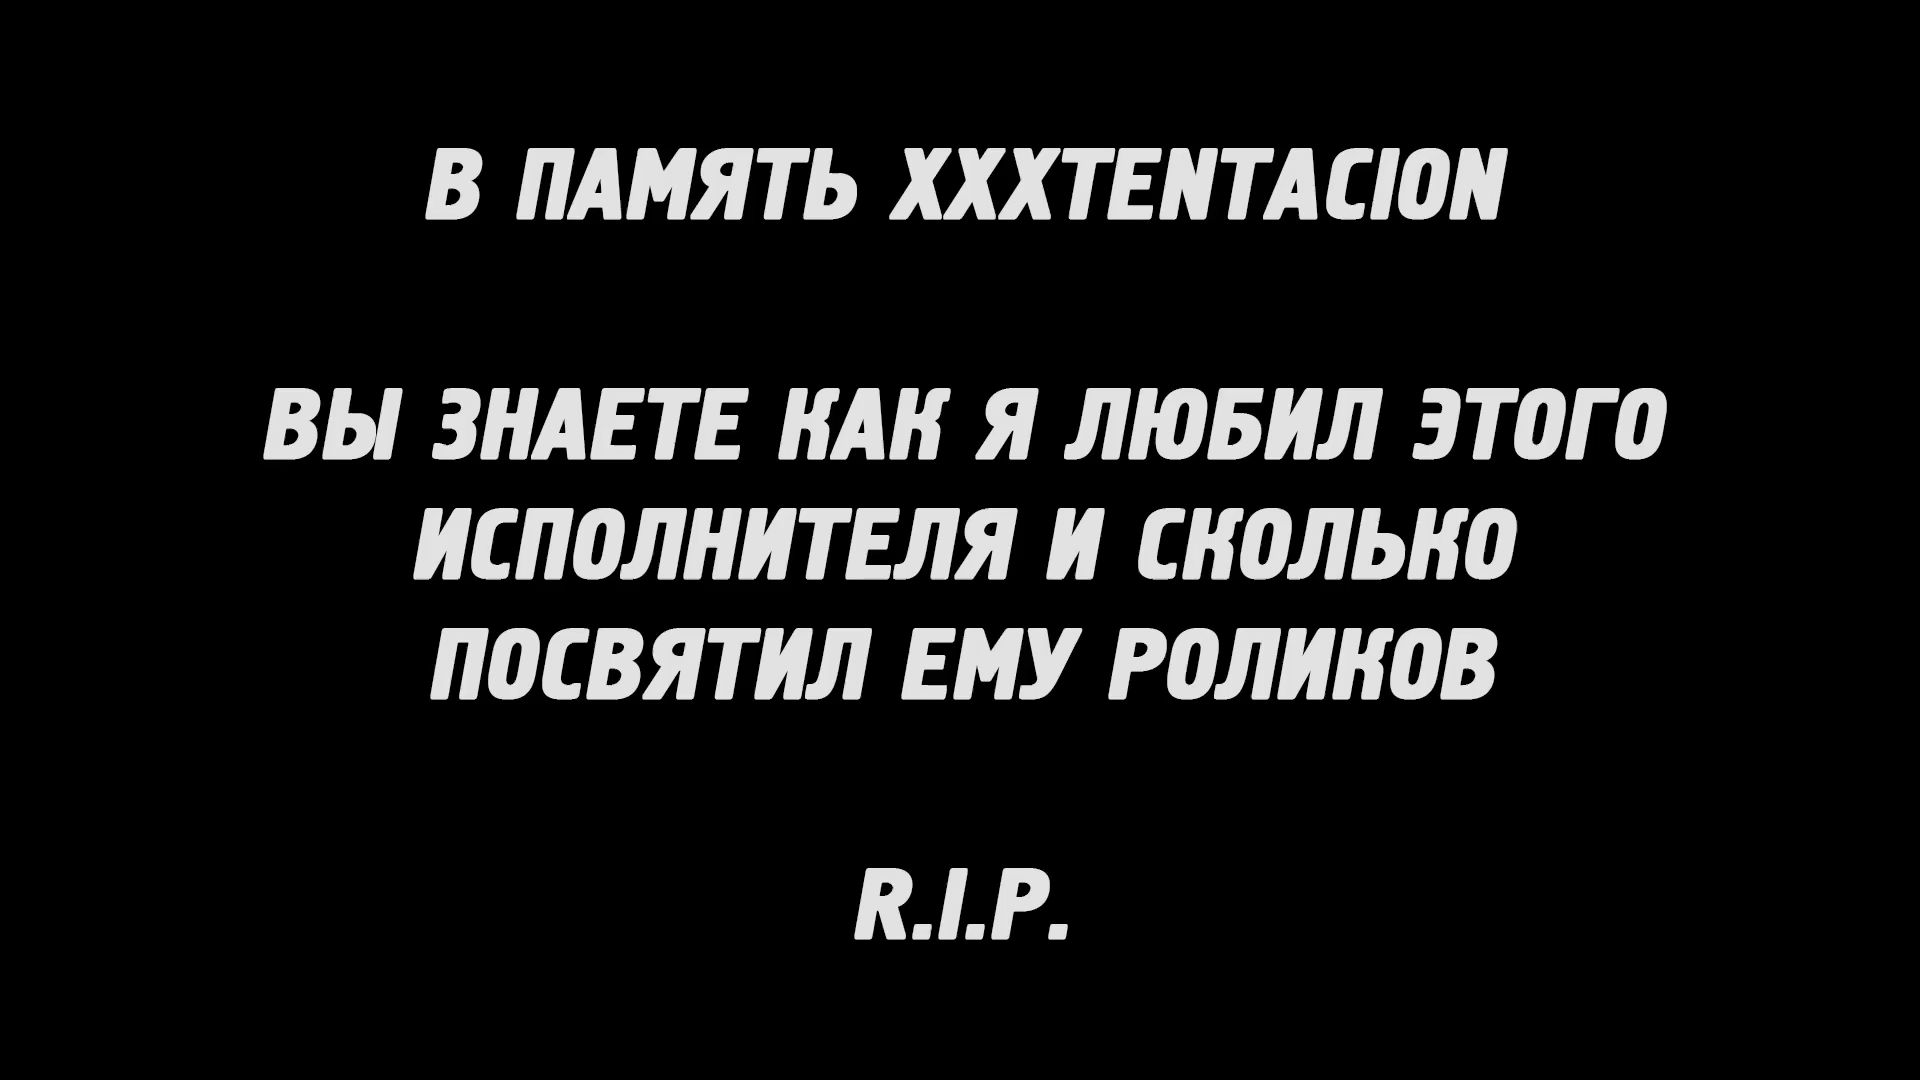 В ПАМЯТЬ XXXTENTACION
ВЫ ЗНАЕТЕ КАК Я ЛЮБИЛ ЭТОГО
ИСПОЛНИТЕЛЯ И СКОЛЬКО
ПОСВЯТИЛ ЕМУ РОЛИКОВ
R.I.P.